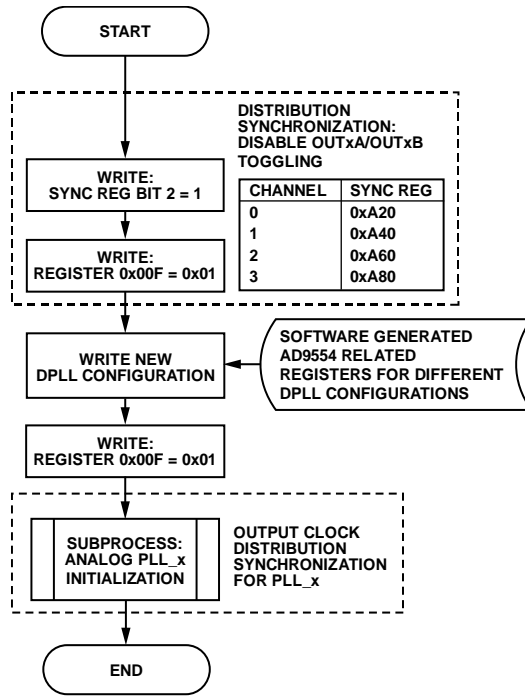 START
DISTRIBUTION
SYNCHRONIZATION:
DISABLE OUTxA/OUTxB
TOGGLING
WRITE:
SYNC REG BIT 2 = 1
CHANNEL SYNC REG
0 0xA20
1 0xA40
2 0xA60
3 0xA80
WRITE:
REGISTER 0x00F = 0x01
WRITE NEW
DPLL CONFIGURATION
SOFTWARE GENERATED
AD9554 RELATED
REGISTERS FOR DIFFERENT
DPLL CONFIGURATIONS
WRITE:
REGISTER 0x00F = 0x01
SUBPROCESS:
ANALOG PLL_x
INITIALIZATION
OUTPUT CLOCK
DISTRIBUTION
SYNCHRONIZATION
FOR PLL_x
END